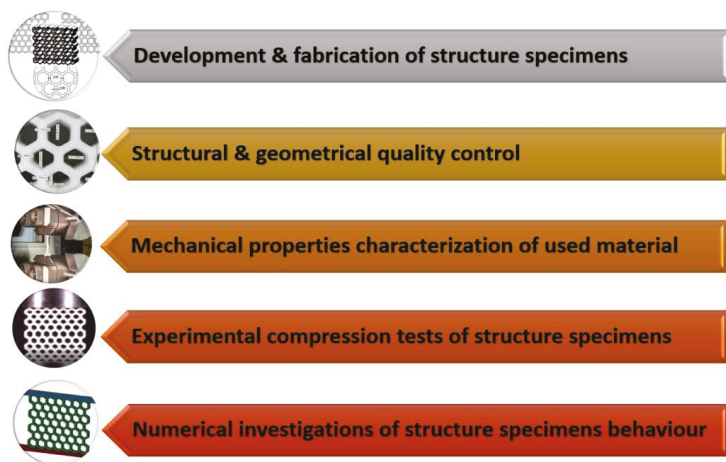 Development & fabrication of structure specimens
Structural & geometrical quality control
Mechanical properties characterization of used material
Experimental compression tests of structure specimens
Numerical investigations of structure specimens behaviour